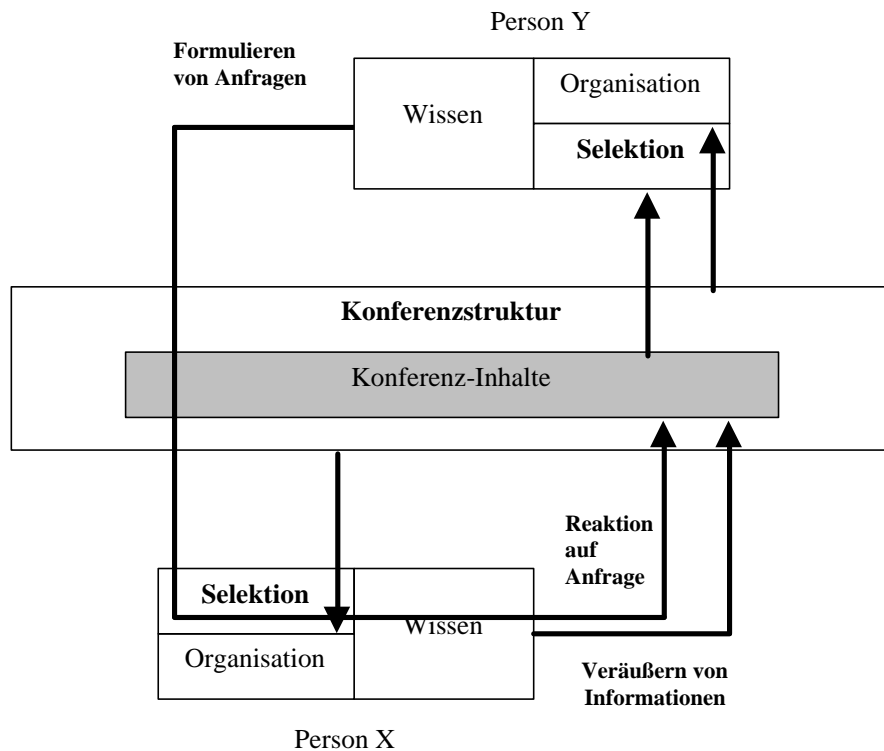 Person Y
Formulieren
von Anfragen
Wissen
Organisation
Selektion
Konferenzstruktur
Konferenz-Inhalte
Reaktion
auf
Anfrage
Selektion
Wissen
Organisation
Veräußern von
Informationen
Person X